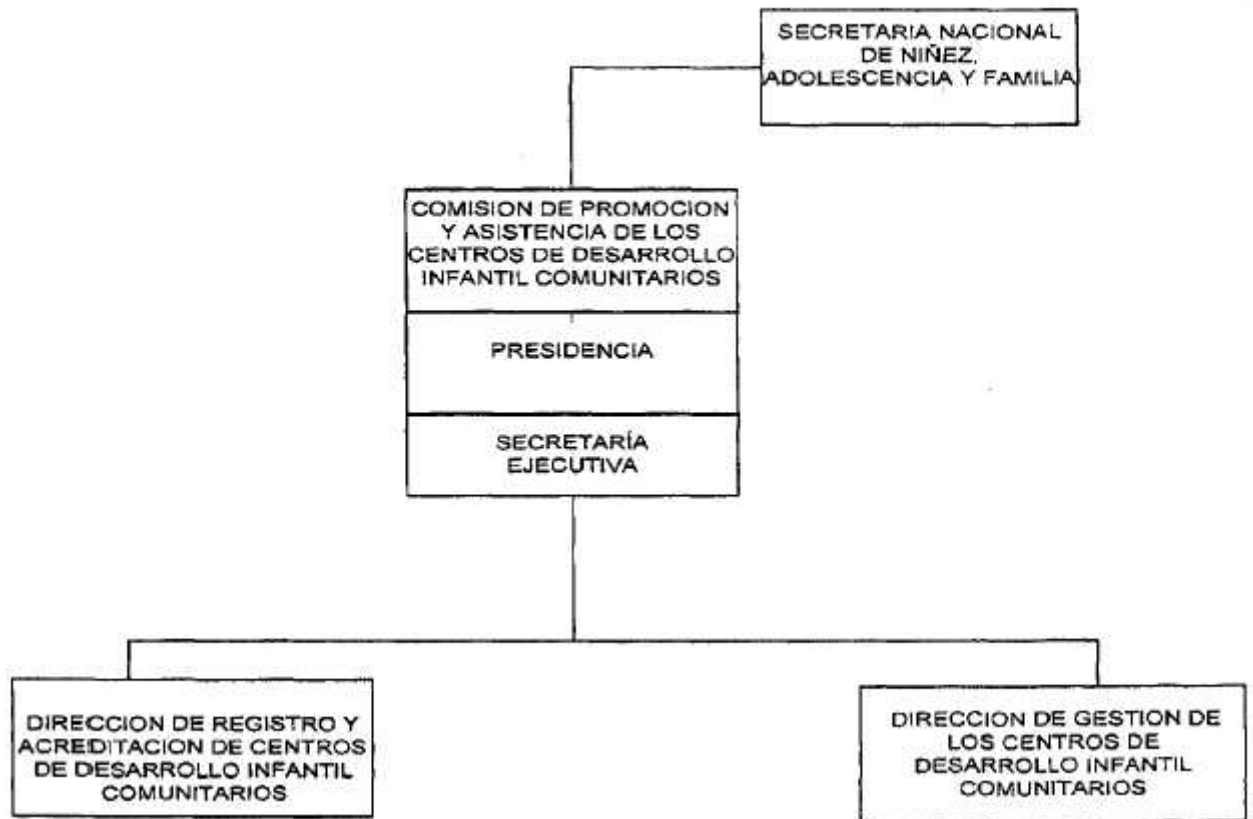 SECRETARIA NACIONAL
DE NIÑEZ,
ADOLESCENCIA Y FAMILIA
COMISION DE PROMOCION
Y ASISTENCIA DE LOS
CENTROS DE DESARROLLO
INFANTIL COMUNITARIOS
PRESIDENCIA
SECRETARÍA
EJECUTIVA
DIRECCION DE REGISTRO Y
ACREDITACION DE CENTROS
DE DESARROLLO INFANTIL
COMUNITARIOS
DIRECCION DE GESTION DE
LOS CENTROS DE
DESARROLLO INFANTIL
COMUNITARIOS